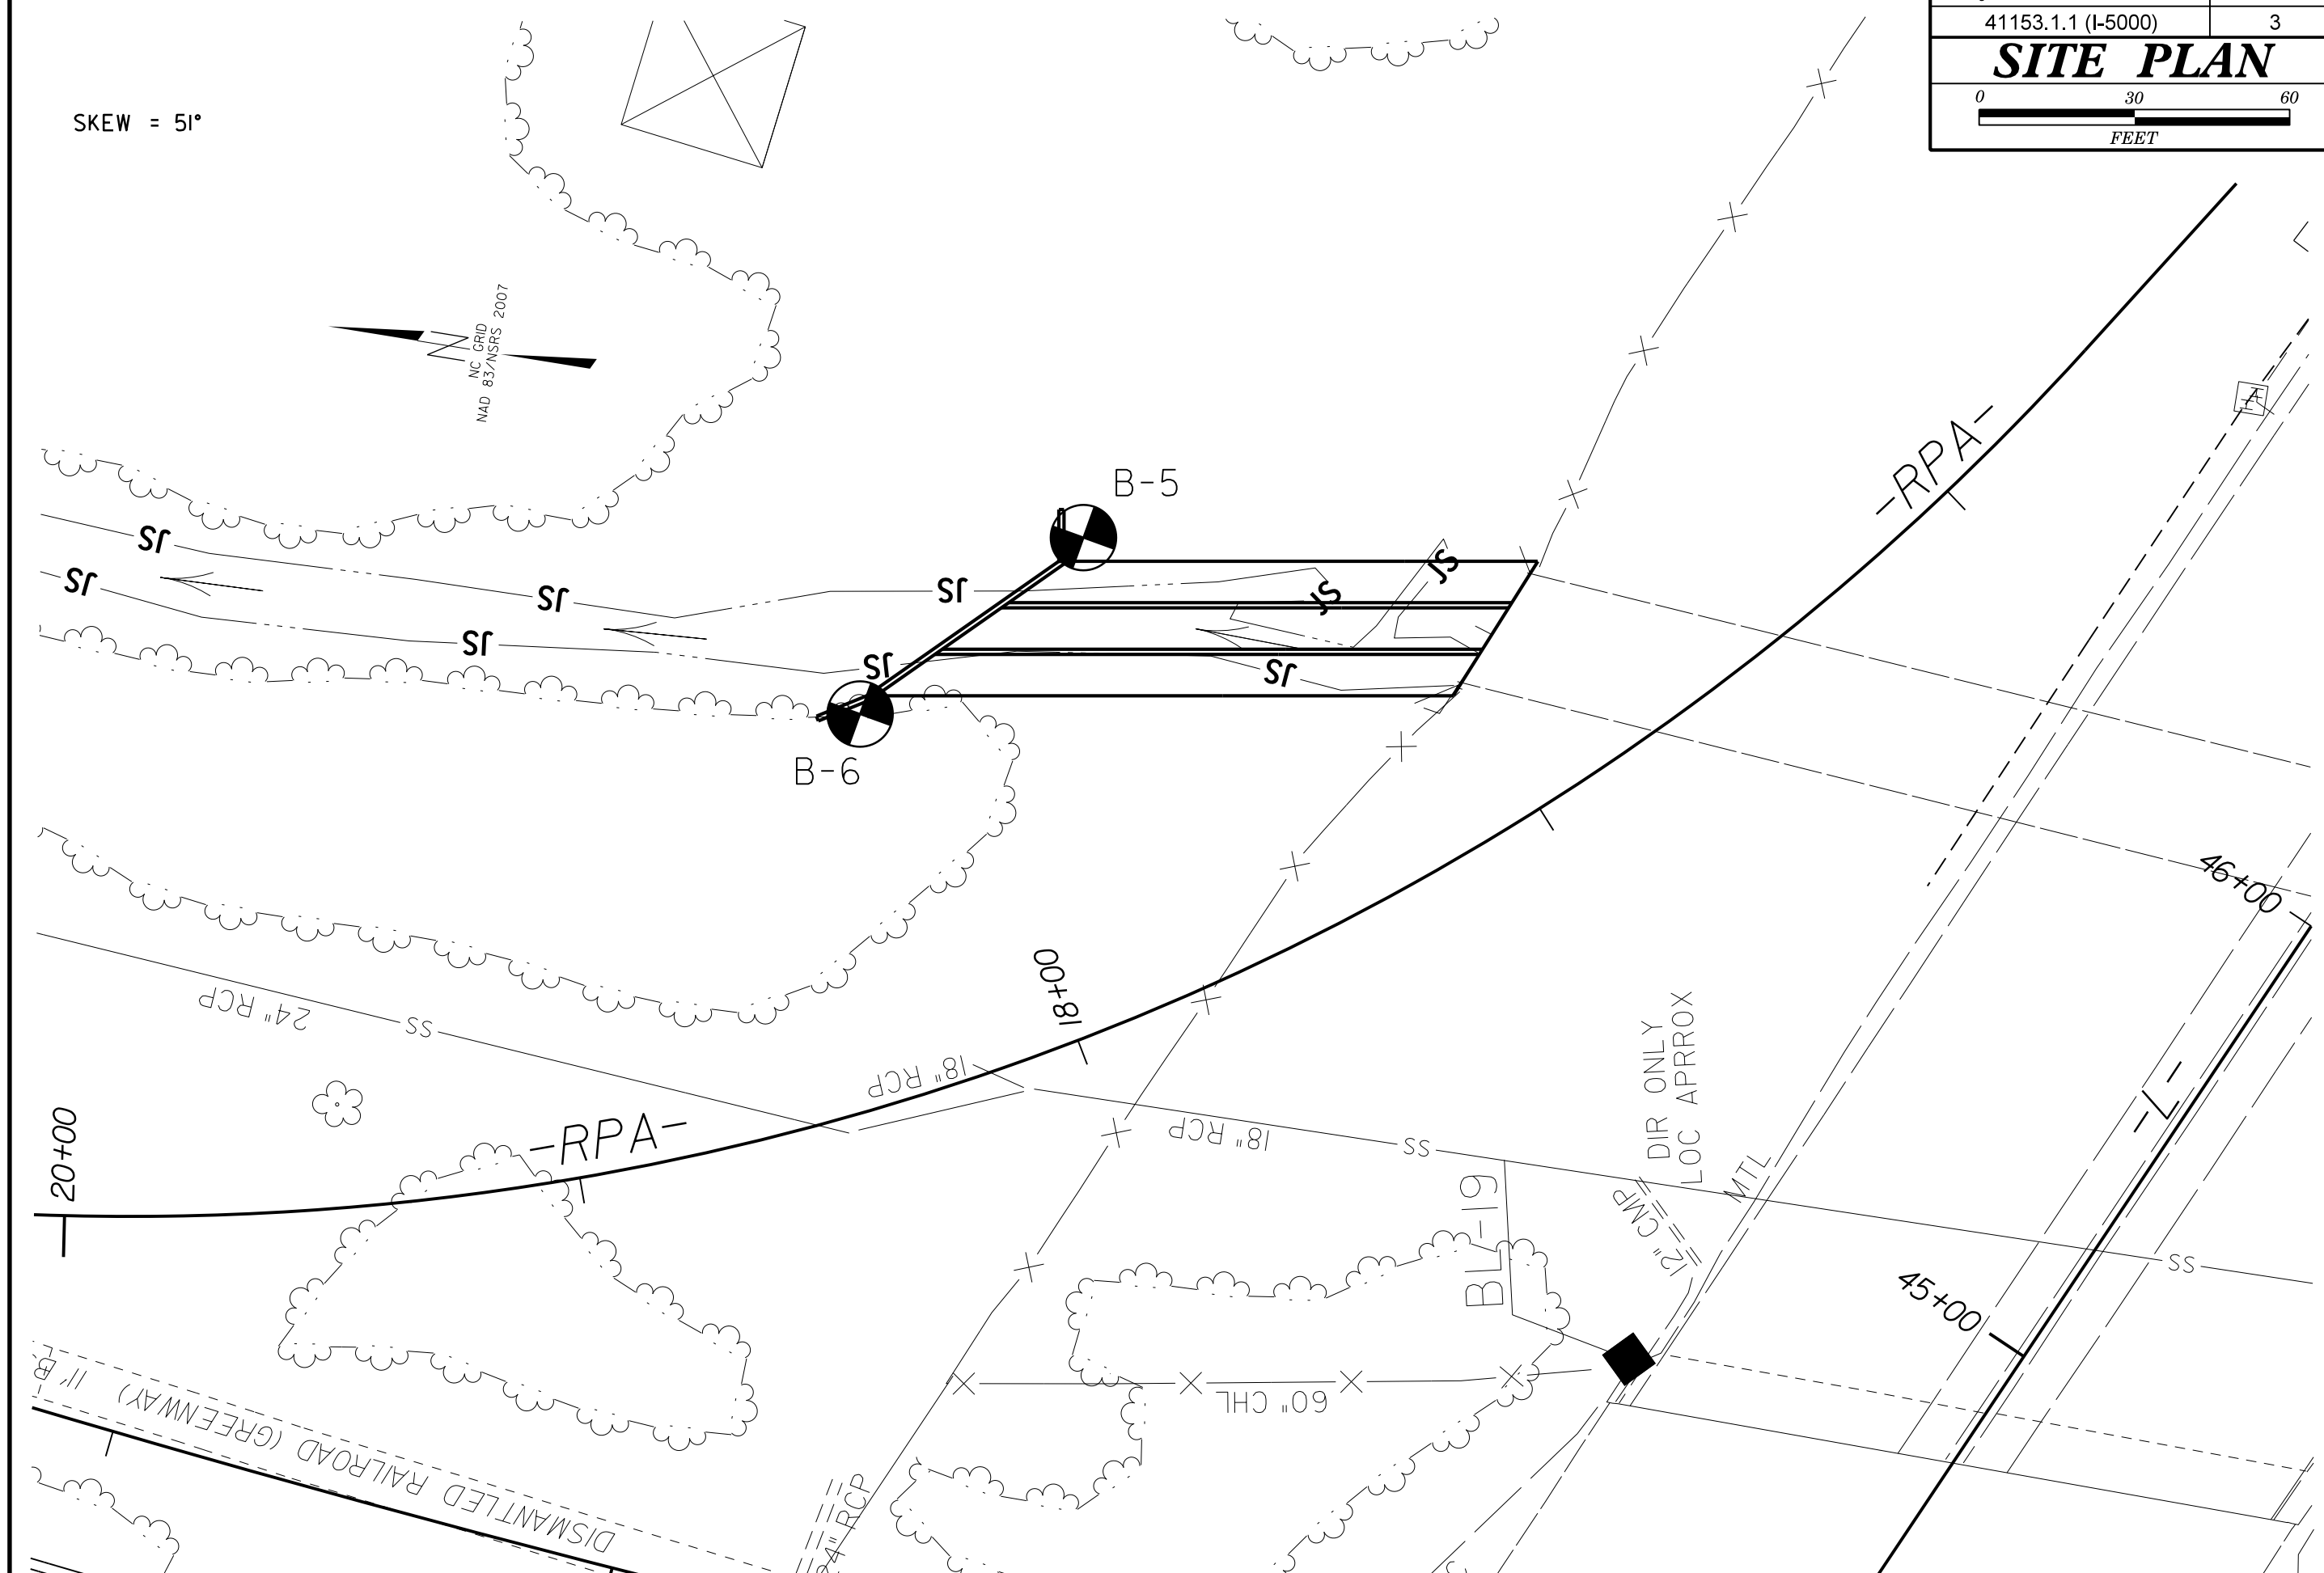 41153.1.1 (I-5000) 3
SITE PLAN
0 30 60
FEET
SKEW = 51°
NC GRID
NAD 83/NSRS 2007
B-5
B-6
JS
JS
JS
JS
JS
JS
JS
JS
JS
-RPA-
46+00
18+00
24" RCP
SS
18" RCP
18" RCP
SS
DIR ONLY
LOC APRROX
20+00
-RPA-
BL-19
12" CMP
MTL
-L-
SS
45+00
60" CHL
DISMANTLED RAILROAD (GREENWAY) 11'